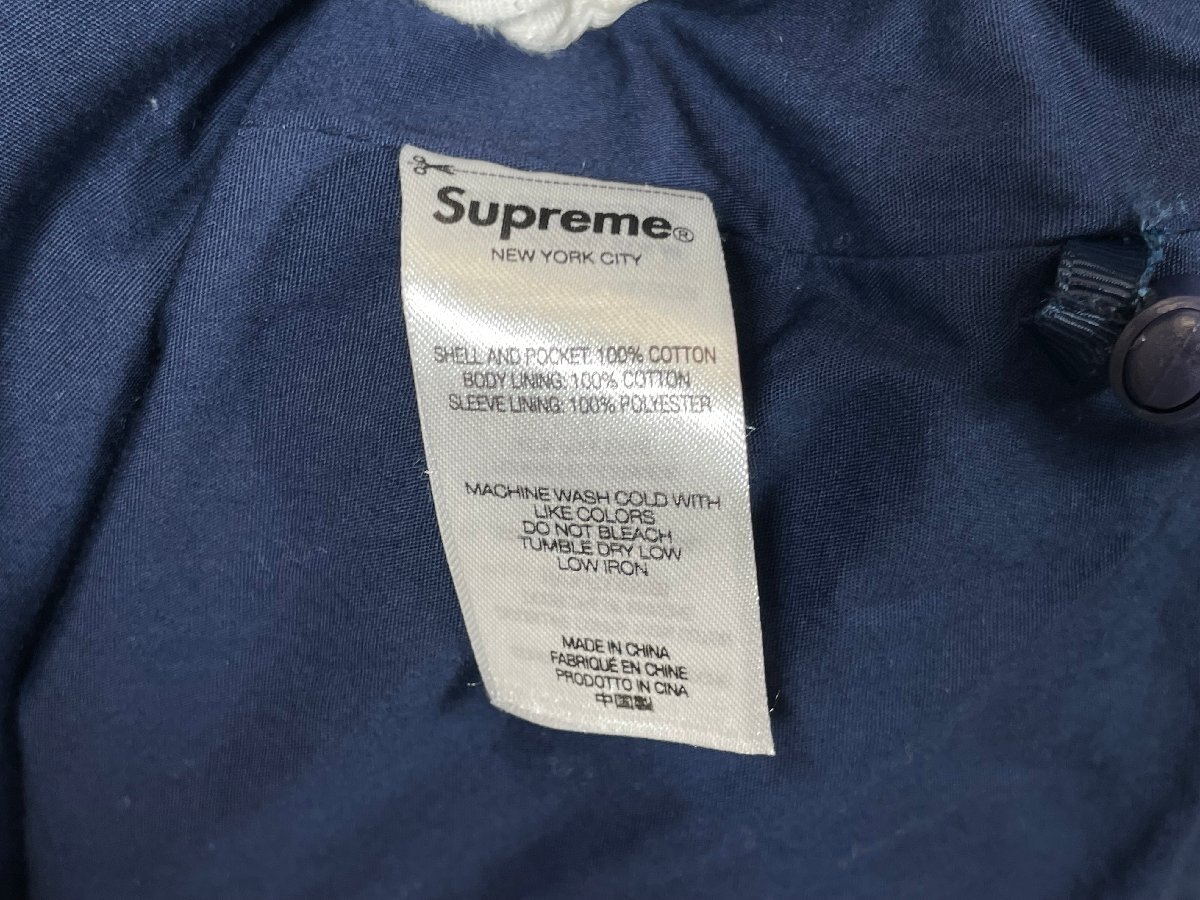 Supreme®
NEW YORK CITY
SHELL AND POCKET: 100% COTTON
BODY LINING: 100% COTTON
SLEEVE LINING: 100% POLYESTER
MACHINE WASH COLD WITH
LIKE COLORS
DO NOT BLEACH
TUMBLE DRY LOW
LOW IRON
MADE IN CHINA
FABRIQUÉ EN CHINE
PRODOTTO IN CINA
中国製